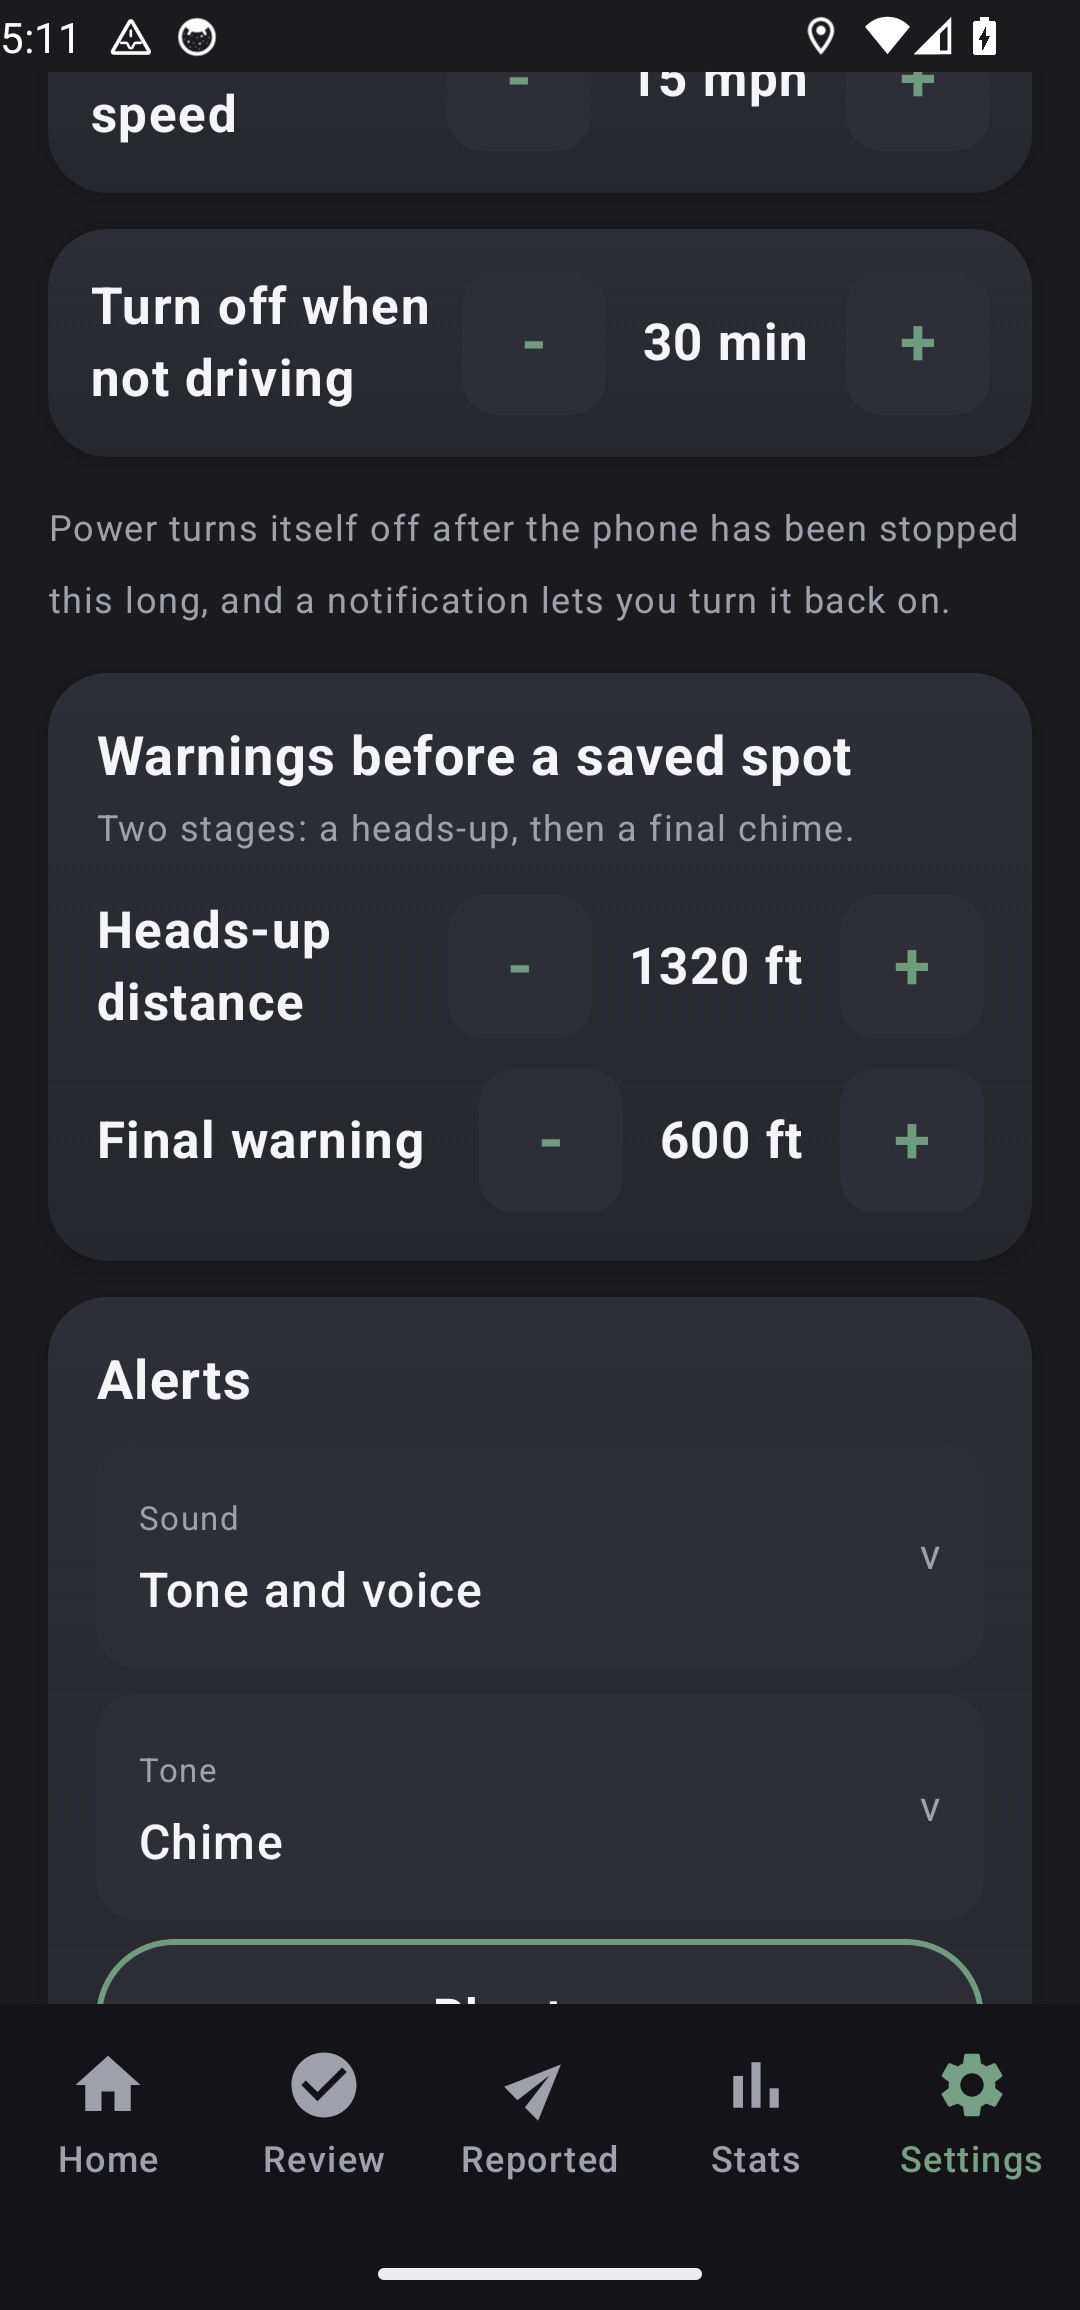 5:11
speed
-
15 mph
+
Turn off when
not driving
-
30 min
+
Power turns itself off after the phone has been stopped
this long, and a notification lets you turn it back on.
Warnings before a saved spot
Two stages: a heads-up, then a final chime.
Heads-up
distance
-
1320 ft
+
Final warning
-
600 ft
+
Alerts
Sound
Tone and voice
v
Tone
Chime
v
Home
Review
Reported
Stats
Settings